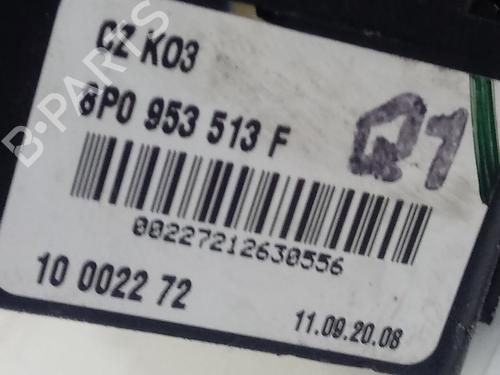 CZ K03
8P0 953 513 F
Q1
00227212630556
10 0022 72
11.09.20.08
B-PARTS